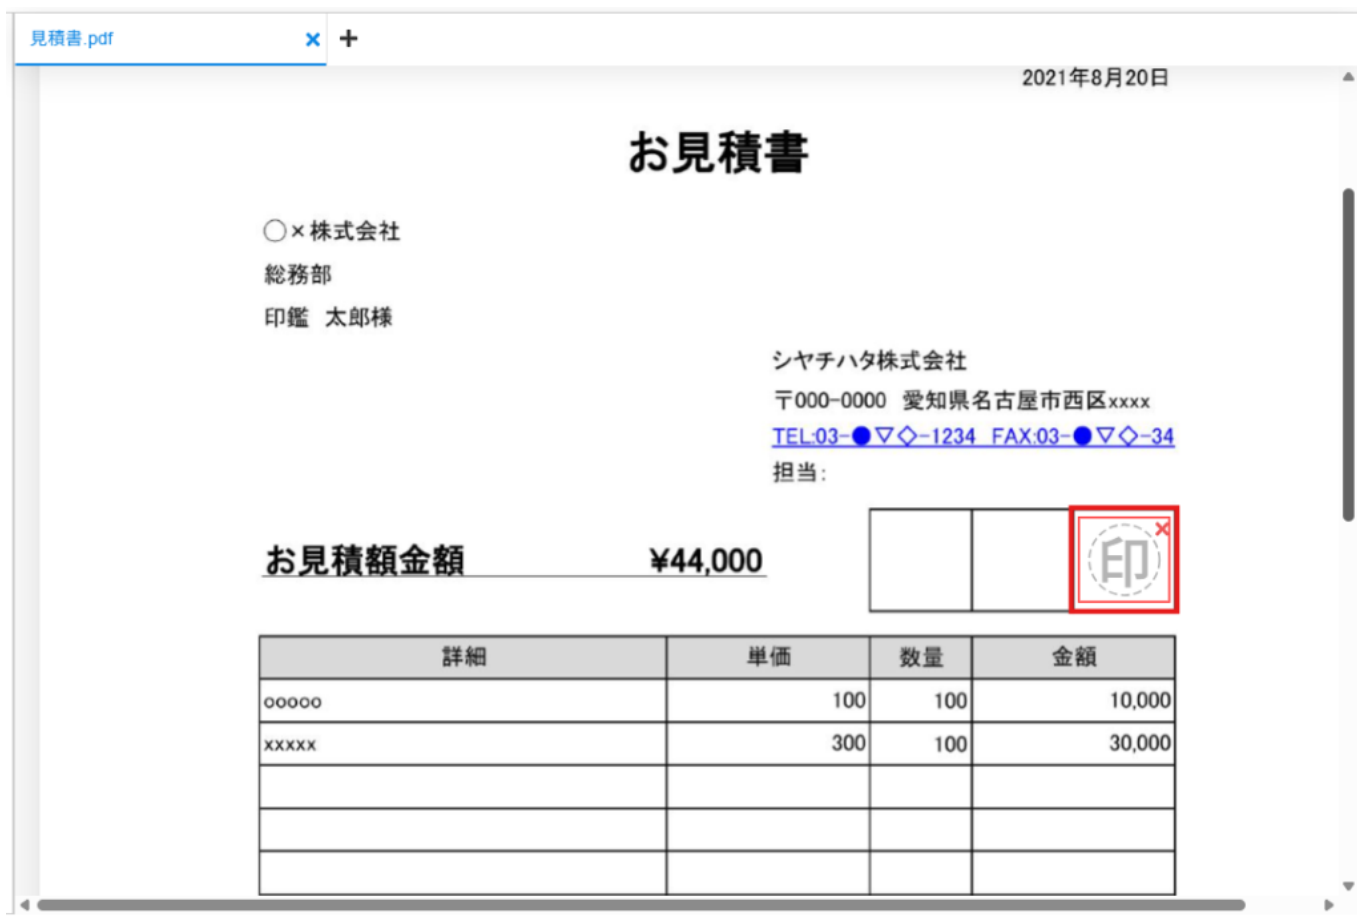 見積書.pdf
2021年8月20日
お見積書
○×株式会社
総務部
印鑑 太郎様
シヤチハタ株式会社
〒000-0000 愛知県名古屋市西区xxxx
TEL:03-●▽◇-1234 FAX:03-●▽◇-34
担当:
お見積額金額 ¥44,000
印
詳細 単価 数量 金額
ooooo 100 100 10,000
xxxxx 300 100 30,000